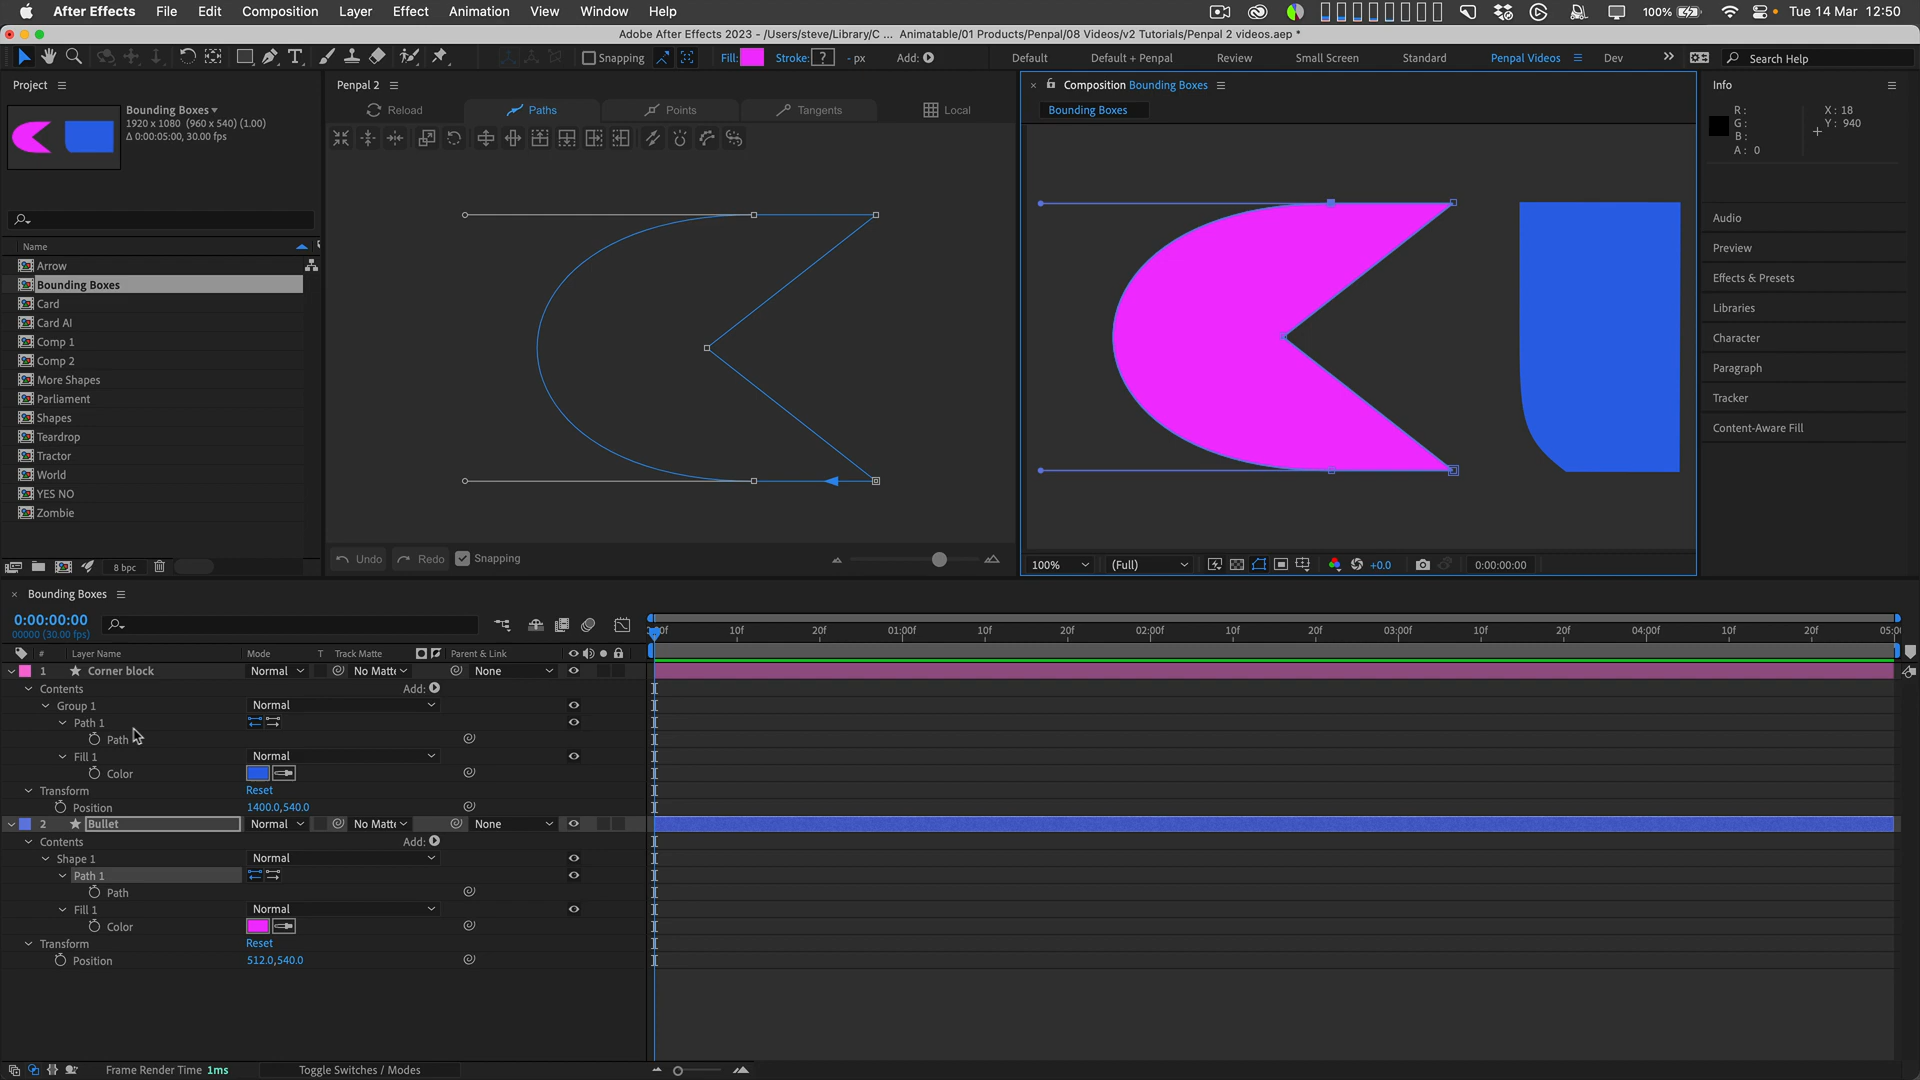 After Effects File Edit Composition Layer Effect Animation View Window Help 100% Tue 14 Mar 12:50
Adobe After Effects 2023 - /Users/steve/Library/C ... Animatable/01 Products/Penpal/08 Videos/v2 Tutorials/Penpal 2 videos.aep *
Snapping Fill: Stroke: ? - px Add: Default Default + Penpal Review Small Screen Standard Penpal Videos Dev Search Help
Project
Bounding Boxes
1920 x 1080 (960 x 540) (1.00)
Δ 0:00:05:00, 30.00 fps
Name
Arrow
Bounding Boxes
Card
Card AI
Comp 1
Comp 2
More Shapes
Parliament
Shapes
Teardrop
Tractor
World
YES NO
Zombie
8 bpc
Penpal 2
Reload Paths Points Tangents Local
Undo Redo Snapping
Composition Bounding Boxes
Bounding Boxes
100% (Full) +0.0 0:00:00:00
Info
R: X: 18
G: Y: 940
B:
A: 0
Audio
Preview
Effects & Presets
Libraries
Character
Paragraph
Tracker
Content-Aware Fill
Bounding Boxes
0:00:00:00
00000 (30.00 fps)
10f 20f 01:00f 10f 20f 02:00f 10f 20f 03:00f 10f 20f 04:00f 10f 20f
# Layer Name Mode T Track Matte Parent & Link
1 Corner block Normal No Matte None
Contents Add:
Group 1 Normal
Path 1
Path
Fill 1 Normal
Color
Transform Reset
Position 1400.0,540.0
2 Bullet Normal No Matte None
Contents Add:
Shape 1 Normal
Path 1
Path
Fill 1 Normal
Color
Transform Reset
Position 512.0,540.0
Frame Render Time 1ms Toggle Switches / Modes